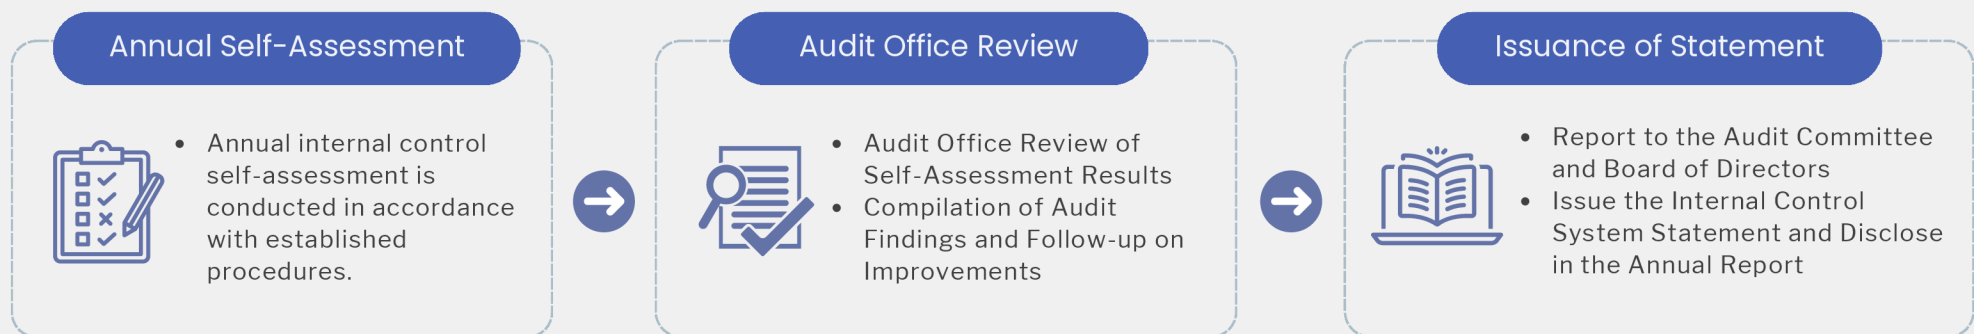 Annual Self-Assessment
• Annual internal control
self-assessment is
conducted in accordance
with established
procedures.
Audit Office Review
• Audit Office Review of
Self-Assessment Results
• Compilation of Audit
Findings and Follow-up on
Improvements
Issuance of Statement
• Report to the Audit Committee
and Board of Directors
• Issue the Internal Control
System Statement and Disclose
in the Annual Report